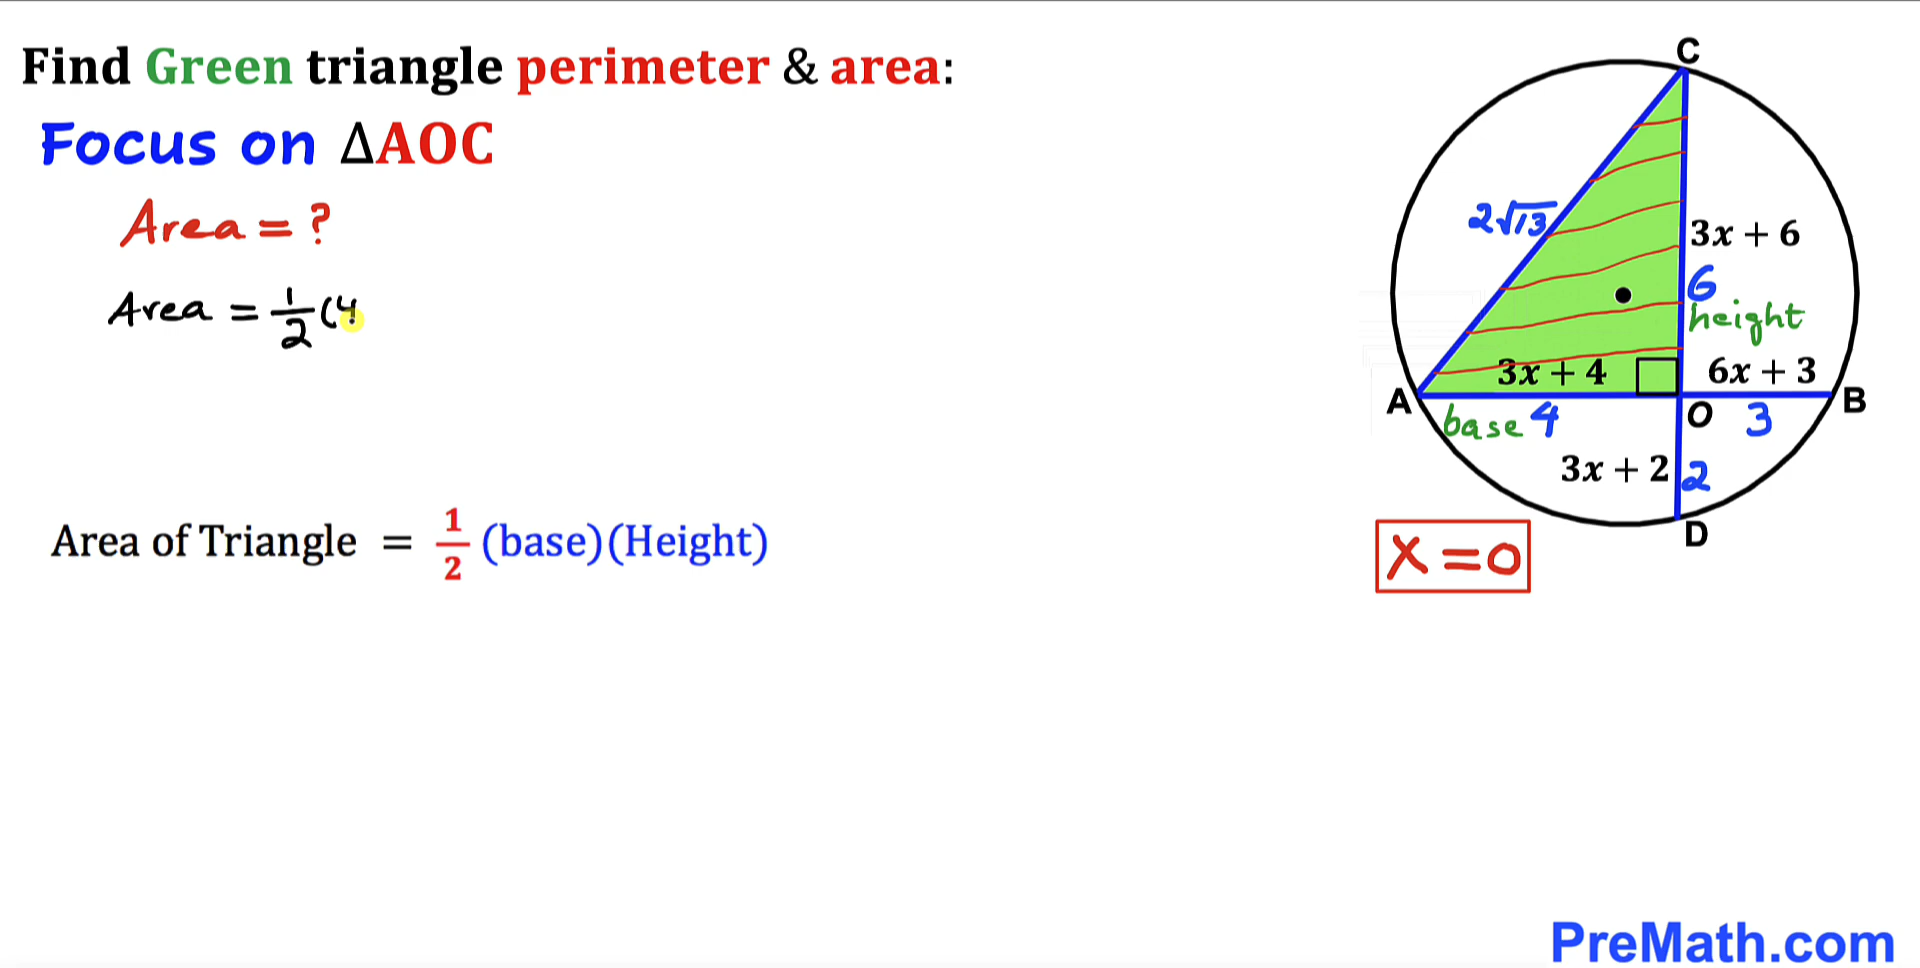 Find Green triangle perimeter & area:
Focus on ΔAOC
Area = ?
Area = 1/2 (4
Area of Triangle = 1/2 (base)(Height)
C
2√13
3x + 6
6
height
3x + 4
6x + 3
A
B
base 4
O
3
3x + 2
2
D
X = 0
PreMath.com